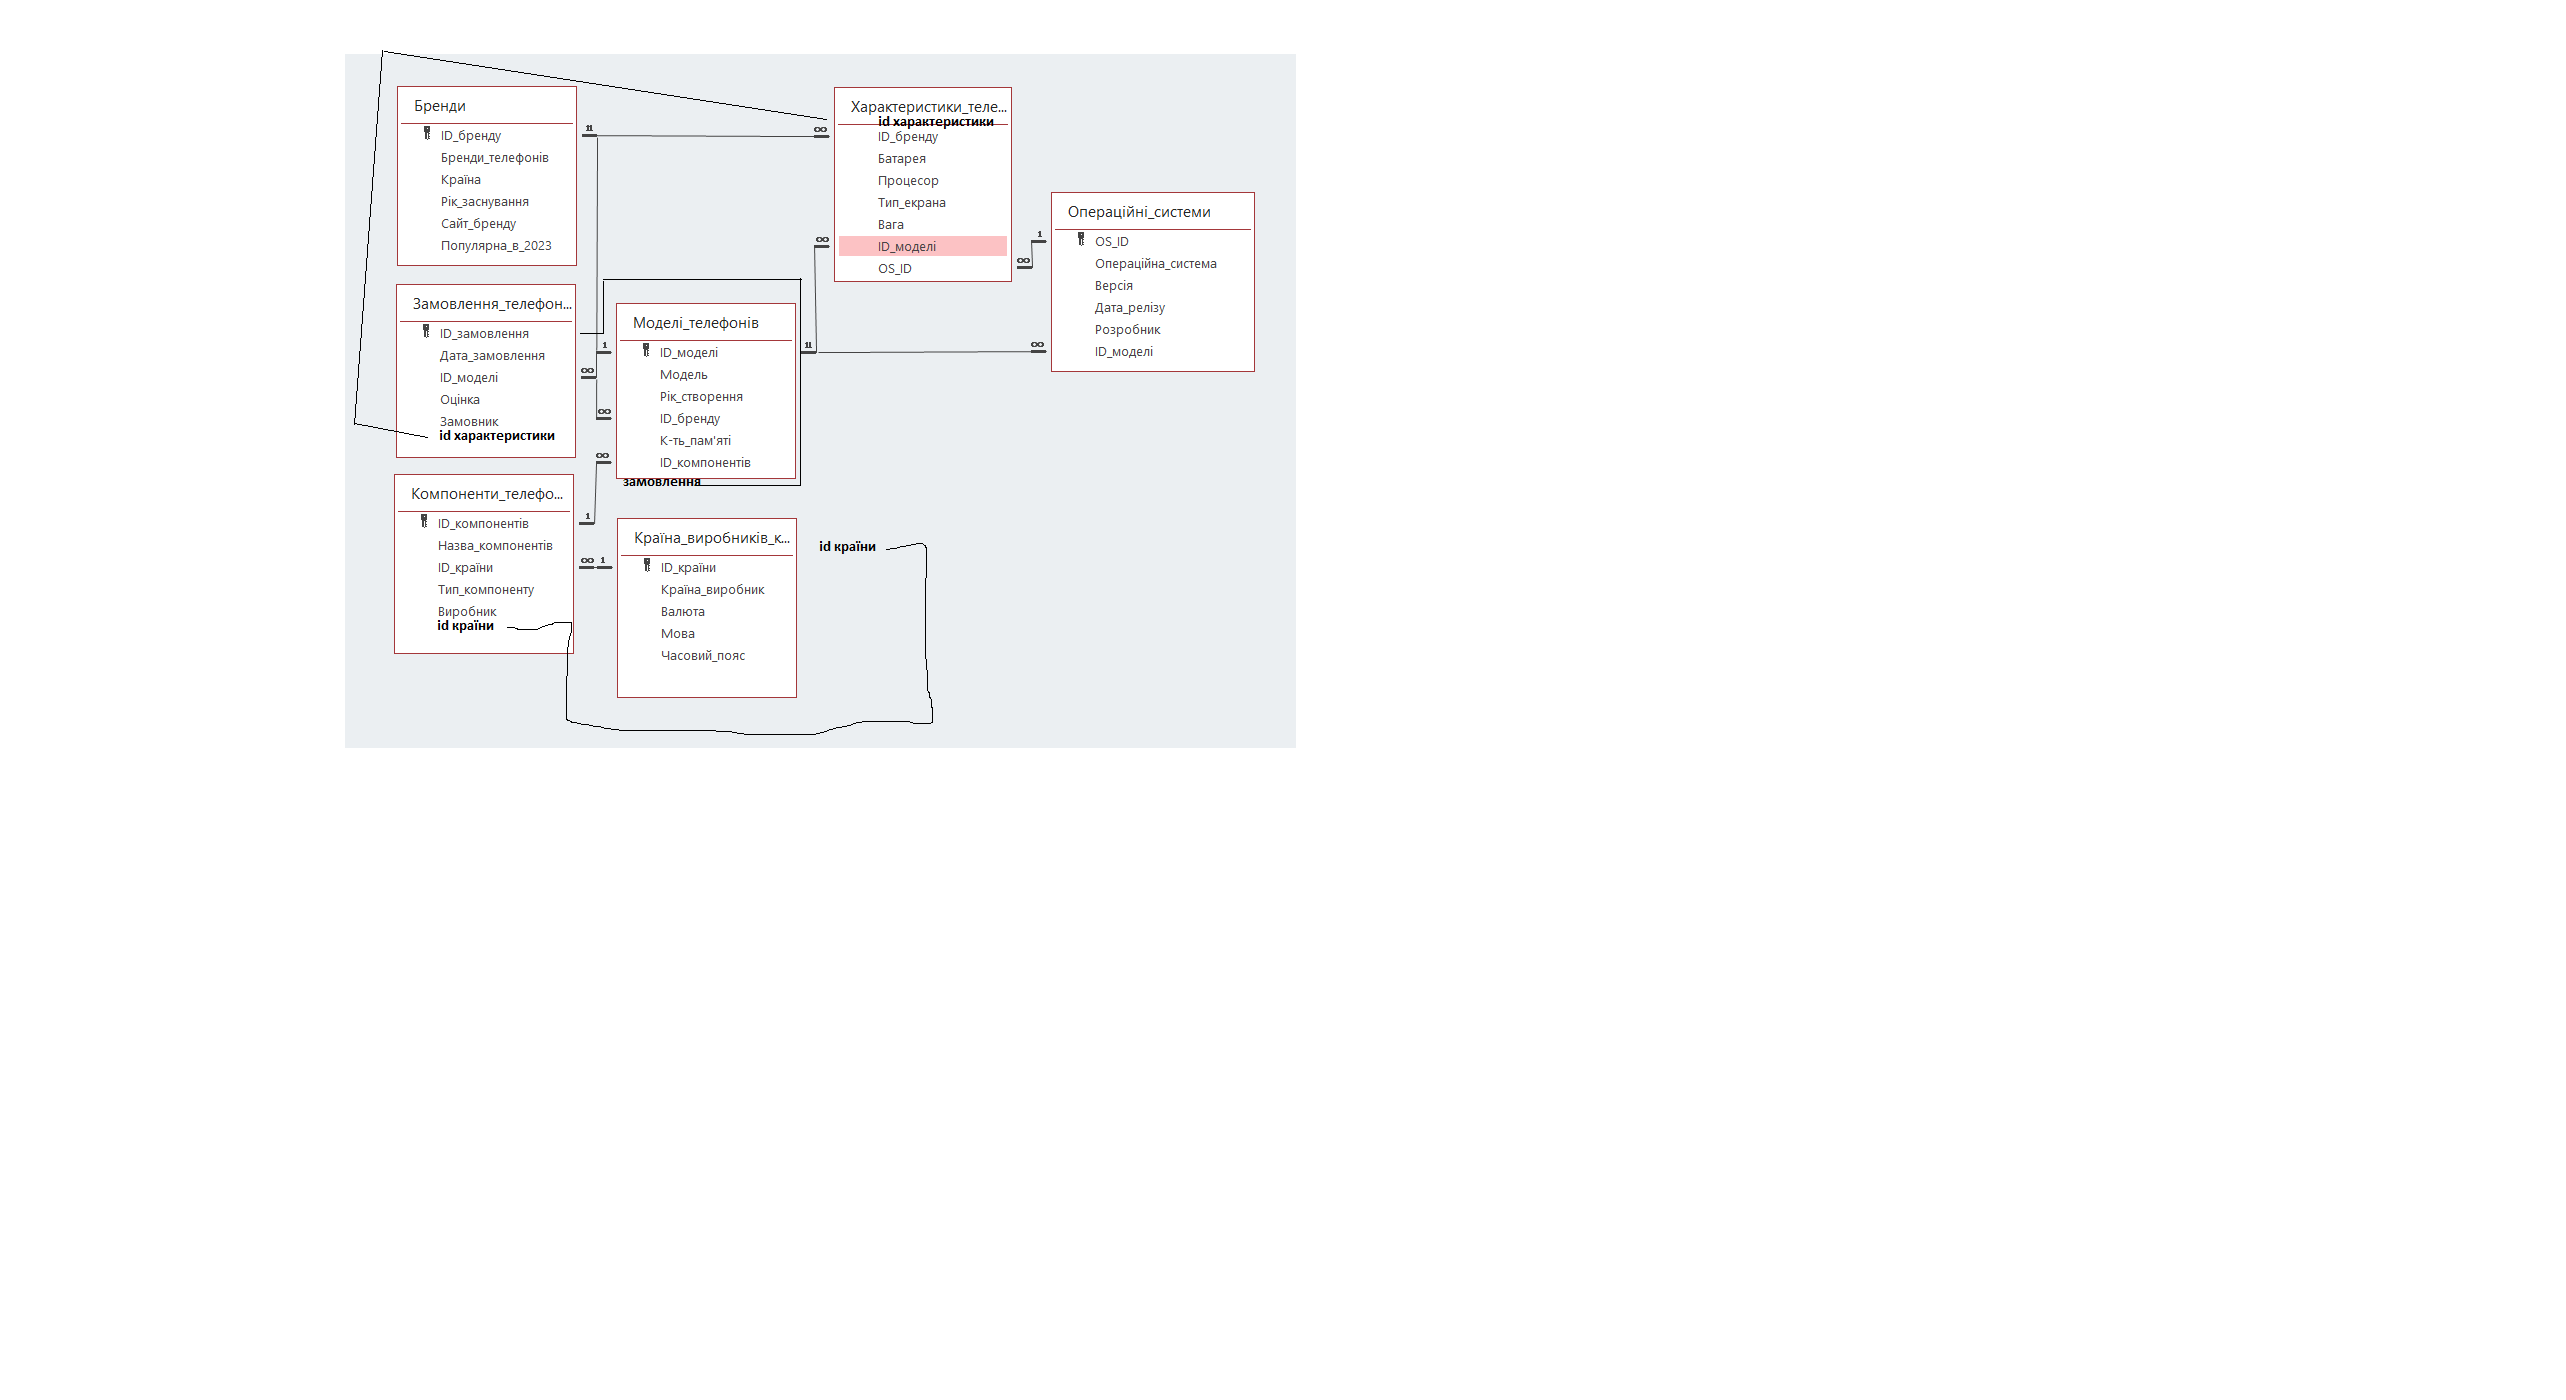 Бренди
ID_бренду
Бренди_телефонів
Країна
Рік_заснування
Сайт_бренду
Популярна_в_2023
11
∞
Характеристики_теле...
id характеристики
ID_бренду
Батарея
Процесор
Тип_екрана
Вага
ID_моделі
OS_ID
∞
∞
1
Операційні_системи
OS_ID
Операційна_система
Версія
Дата_релізу
Розробник
ID_моделі
∞
Замовлення_телефон...
ID_замовлення
Дата_замовлення
ID_моделі
Оцінка
Замовник
id характеристики
1
∞
∞
Моделі_телефонів
ID_моделі
Модель
Рік_створення
ID_бренду
К-ть_пам'яті
ID_компонентів
замовлення
11
∞
1
Компоненти_телефо...
ID_компонентів
Назва_компонентів
ID_країни
Тип_компоненту
Виробник
id країни
∞ 1
Країна_виробників_к...
ID_країни
Країна_виробник
Валюта
Мова
Часовий_пояс
id країни